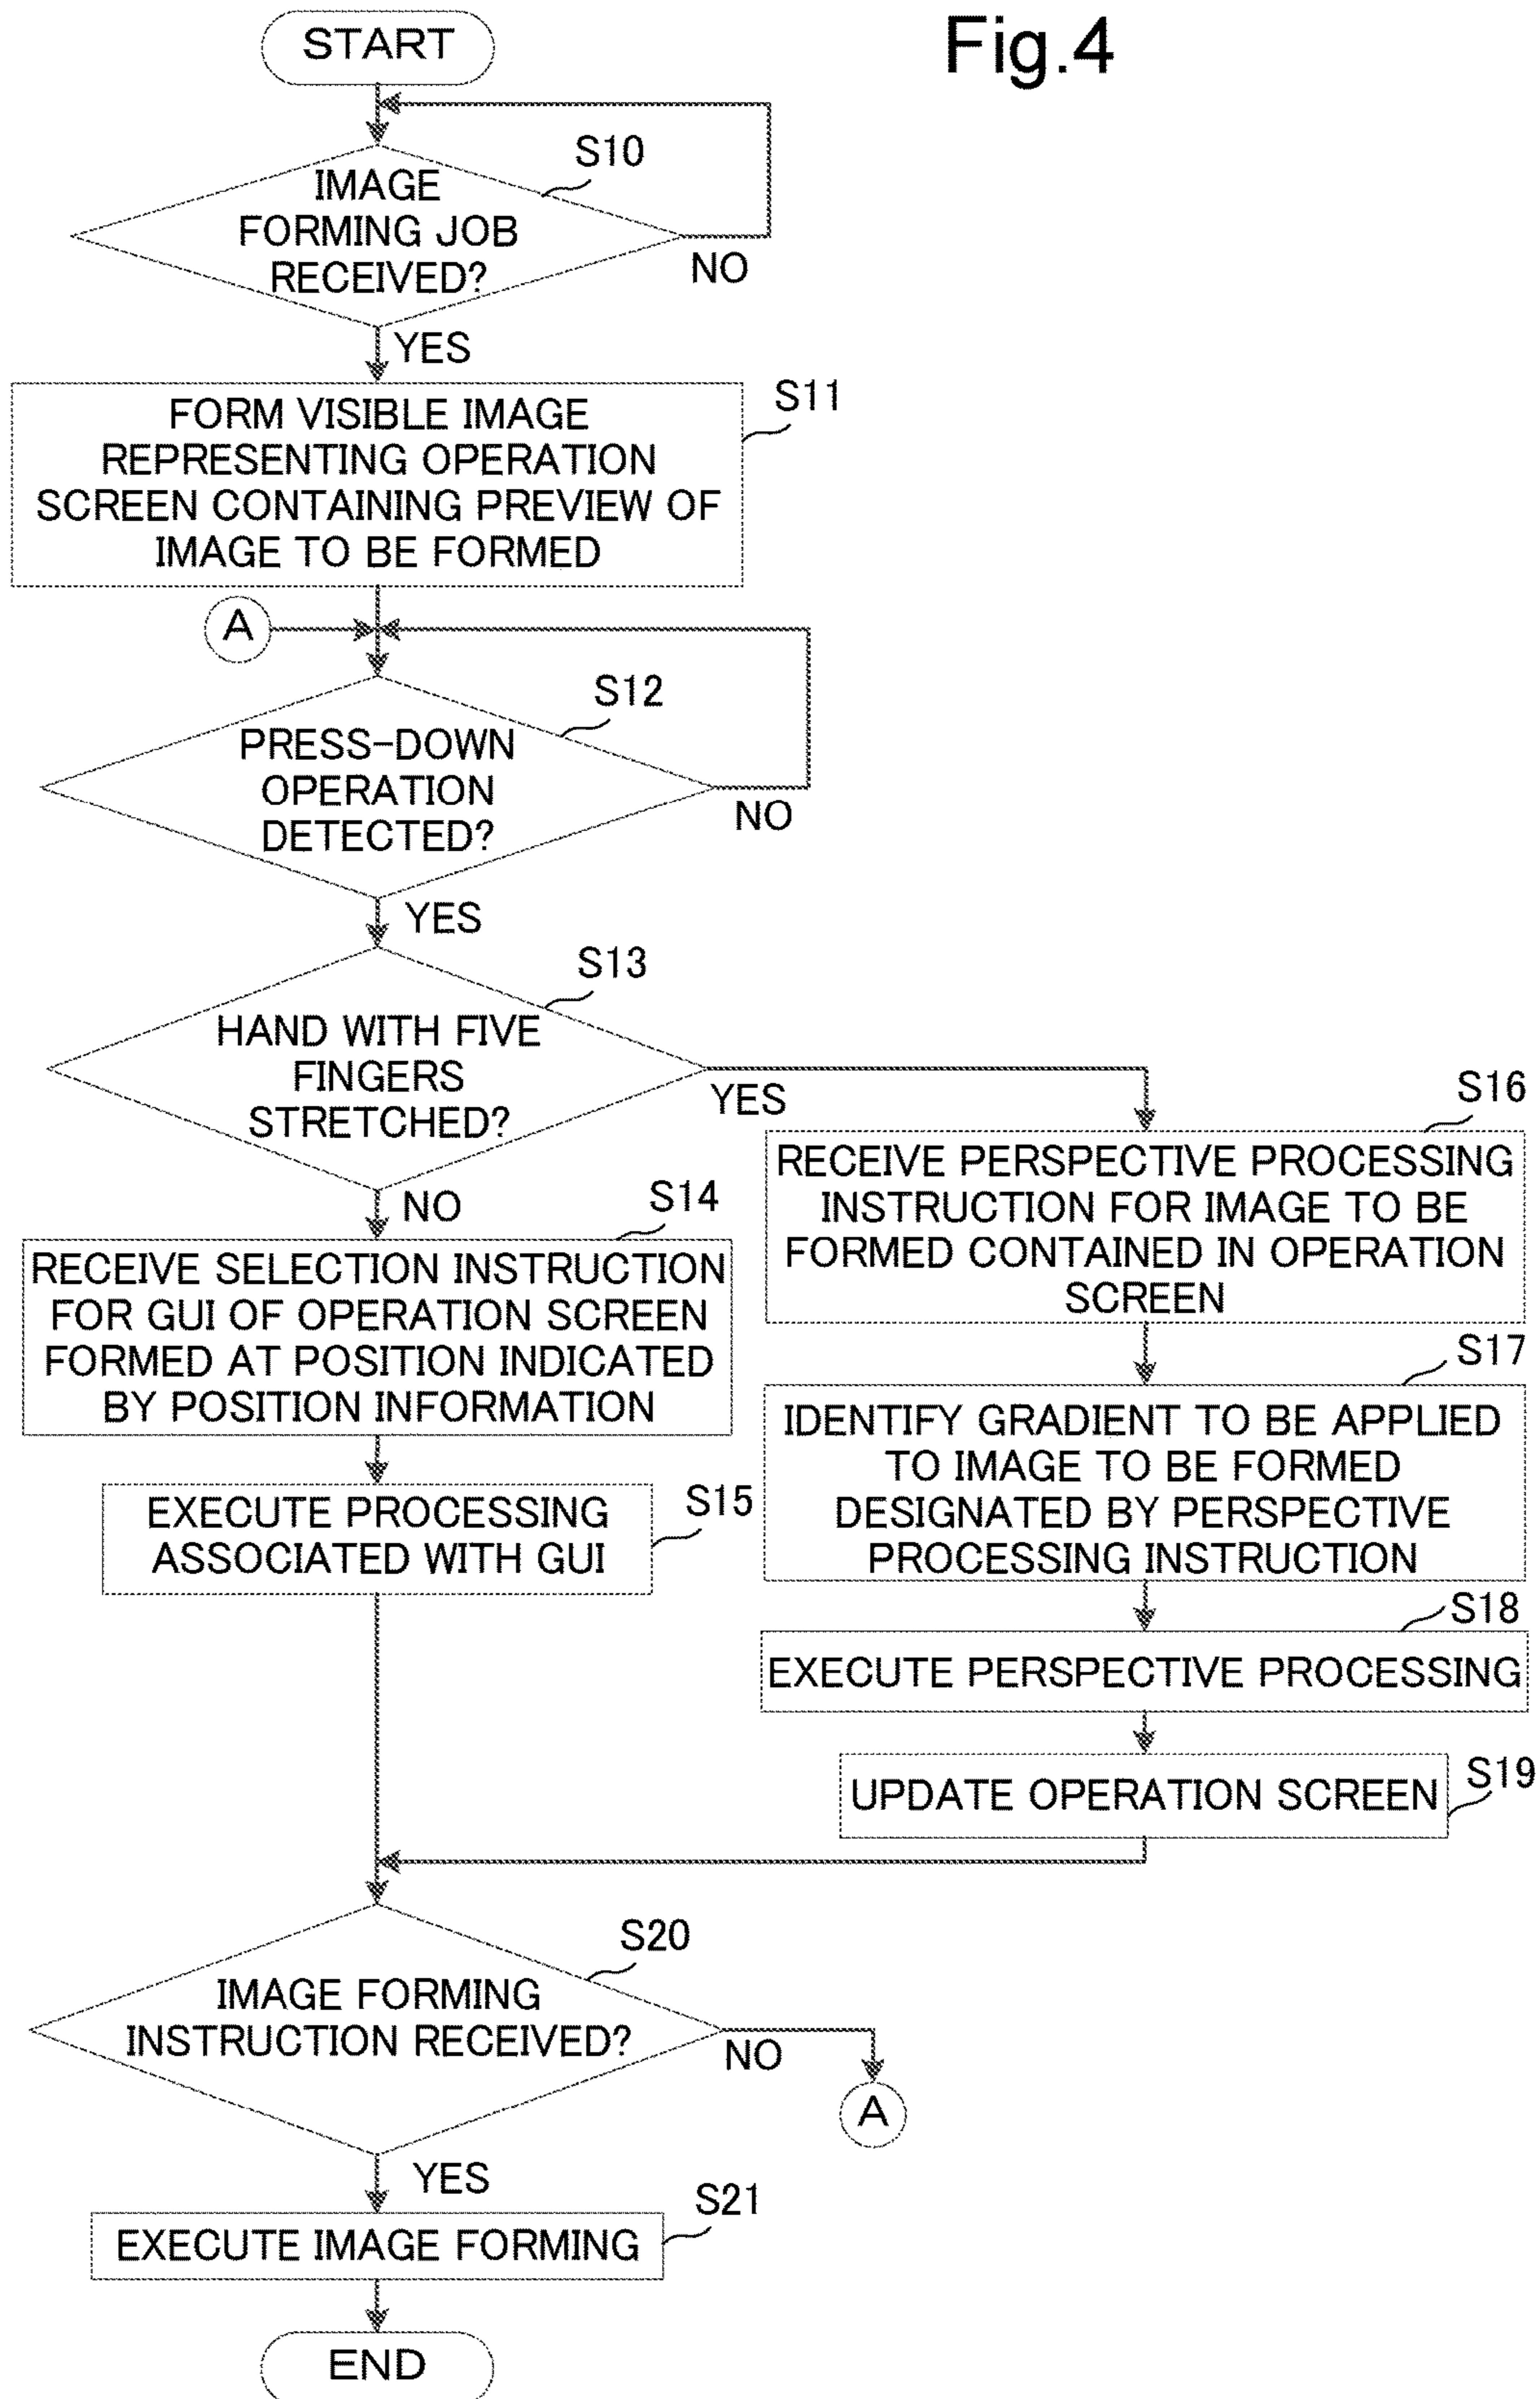 Fig.4
START
S10
IMAGE
FORMING JOB
RECEIVED?
NO
YES
S11
FORM VISIBLE IMAGE
REPRESENTING OPERATION
SCREEN CONTAINING PREVIEW OF
IMAGE TO BE FORMED
A
S12
PRESS-DOWN
OPERATION
DETECTED?
NO
YES
S13
HAND WITH FIVE
FINGERS
STRETCHED?
YES
NO
S14
RECEIVE SELECTION INSTRUCTION
FOR GUI OF OPERATION SCREEN
FORMED AT POSITION INDICATED
BY POSITION INFORMATION
S15
EXECUTE PROCESSING
ASSOCIATED WITH GUI
S16
RECEIVE PERSPECTIVE PROCESSING
INSTRUCTION FOR IMAGE TO BE
FORMED CONTAINED IN OPERATION
SCREEN
S17
IDENTIFY GRADIENT TO BE APPLIED
TO IMAGE TO BE FORMED
DESIGNATED BY PERSPECTIVE
PROCESSING INSTRUCTION
S18
EXECUTE PERSPECTIVE PROCESSING
S19
UPDATE OPERATION SCREEN
S20
IMAGE FORMING
INSTRUCTION RECEIVED?
NO
A
YES
S21
EXECUTE IMAGE FORMING
END